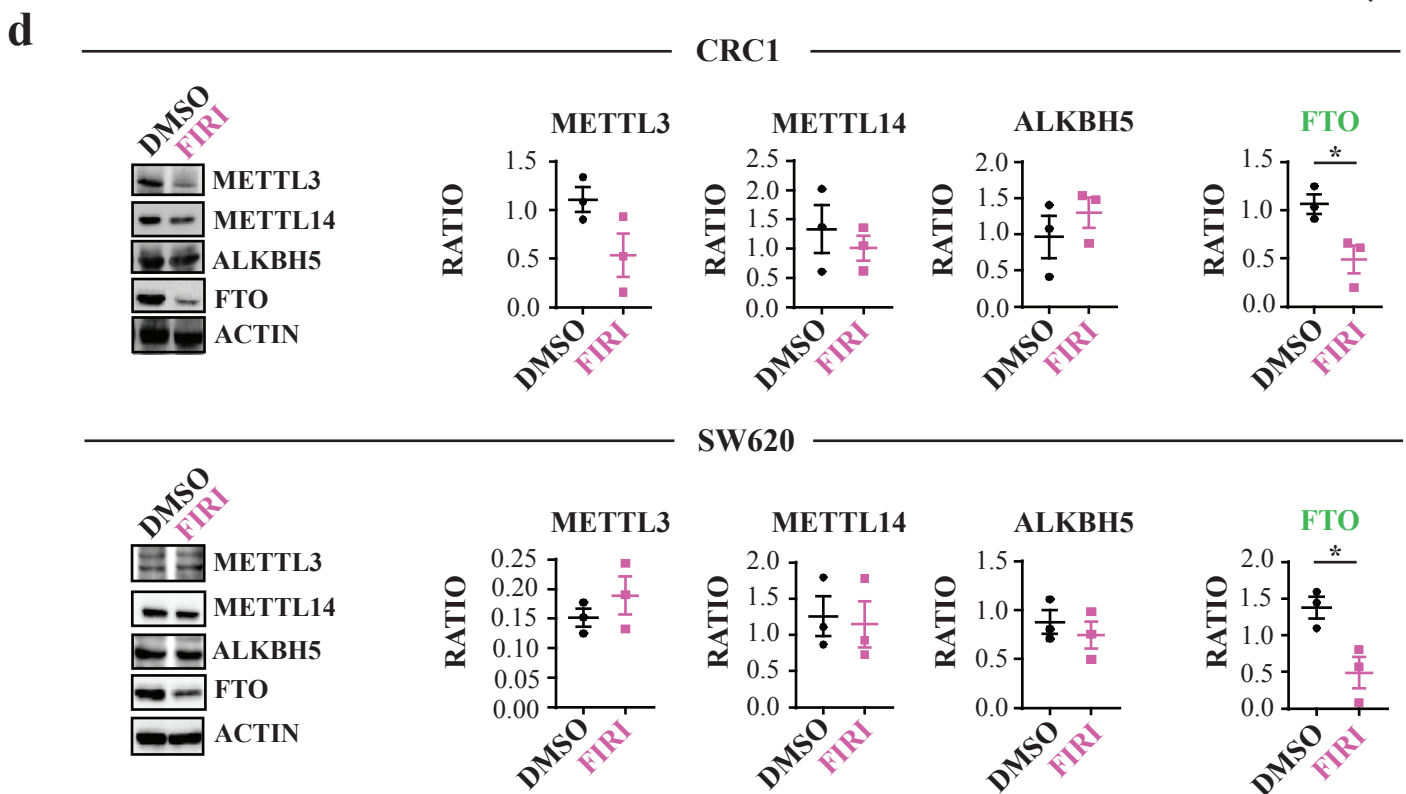 d
CRC1
DMSO
FIRI
METTL3
METTL14
ALKBH5
FTO
ACTIN
METTL3
RATIO
1.5
1.0
0.5
0.0
DMSO
FIRI
METTL14
RATIO
2.5
2.0
1.5
1.0
0.5
0.0
DMSO
FIRI
ALKBH5
RATIO
2.0
1.5
1.0
0.5
0.0
DMSO
FIRI
FTO
*
RATIO
1.5
1.0
0.5
0.0
DMSO
FIRI
SW620
DMSO
FIRI
METTL3
METTL14
ALKBH5
FTO
ACTIN
METTL3
RATIO
0.25
0.20
0.15
0.10
0.05
0.00
DMSO
FIRI
METTL14
RATIO
2.0
1.5
1.0
0.5
0.0
DMSO
FIRI
ALKBH5
RATIO
1.5
1.0
0.5
0.0
DMSO
FIRI
FTO
*
RATIO
2.0
1.5
1.0
0.5
0.0
DMSO
FIRI